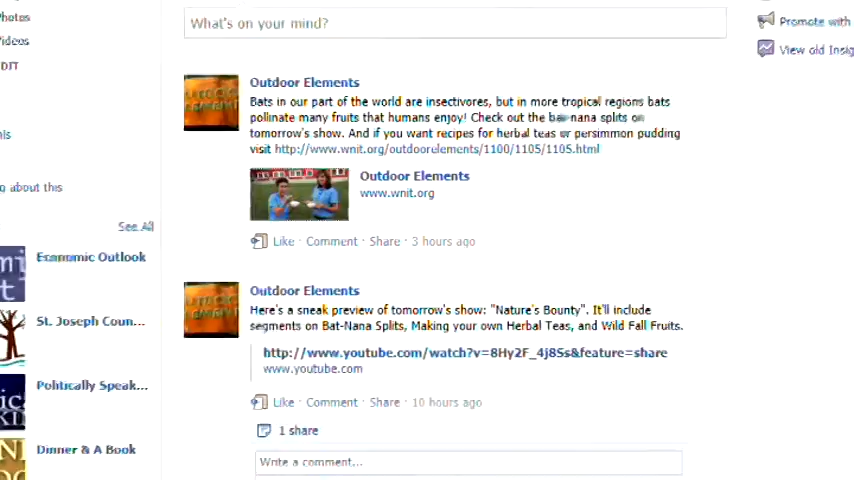 Photos
Videos
EDIT
See All
Economic Outlook
St. Joseph Coun...
Politically Speak...
Dinner & A Book
What's on your mind?
Outdoor Elements
Bats in our part of the world are insectivores, but in more tropical regions bats
pollinate many fruits that humans enjoy! Check out the bat-nana splits on
tomorrow's show. And if you want recipes for herbal teas or persimmon pudding
visit http://www.wnit.org/outdoorelements/1100/1105/1105.html
Outdoor Elements
www.wnit.org
Like · Comment · Share · 3 hours ago
Outdoor Elements
Here's a sneak preview of tomorrow's show: "Nature's Bounty". It'll include
segments on Bat-Nana Splits, Making your own Herbal Teas, and Wild Fall Fruits.
http://www.youtube.com/watch?v=8Hy2F_4j8Ss&feature=share
www.youtube.com
Like · Comment · Share · 10 hours ago
1 share
Write a comment...
Promote with
View old Insig
about this